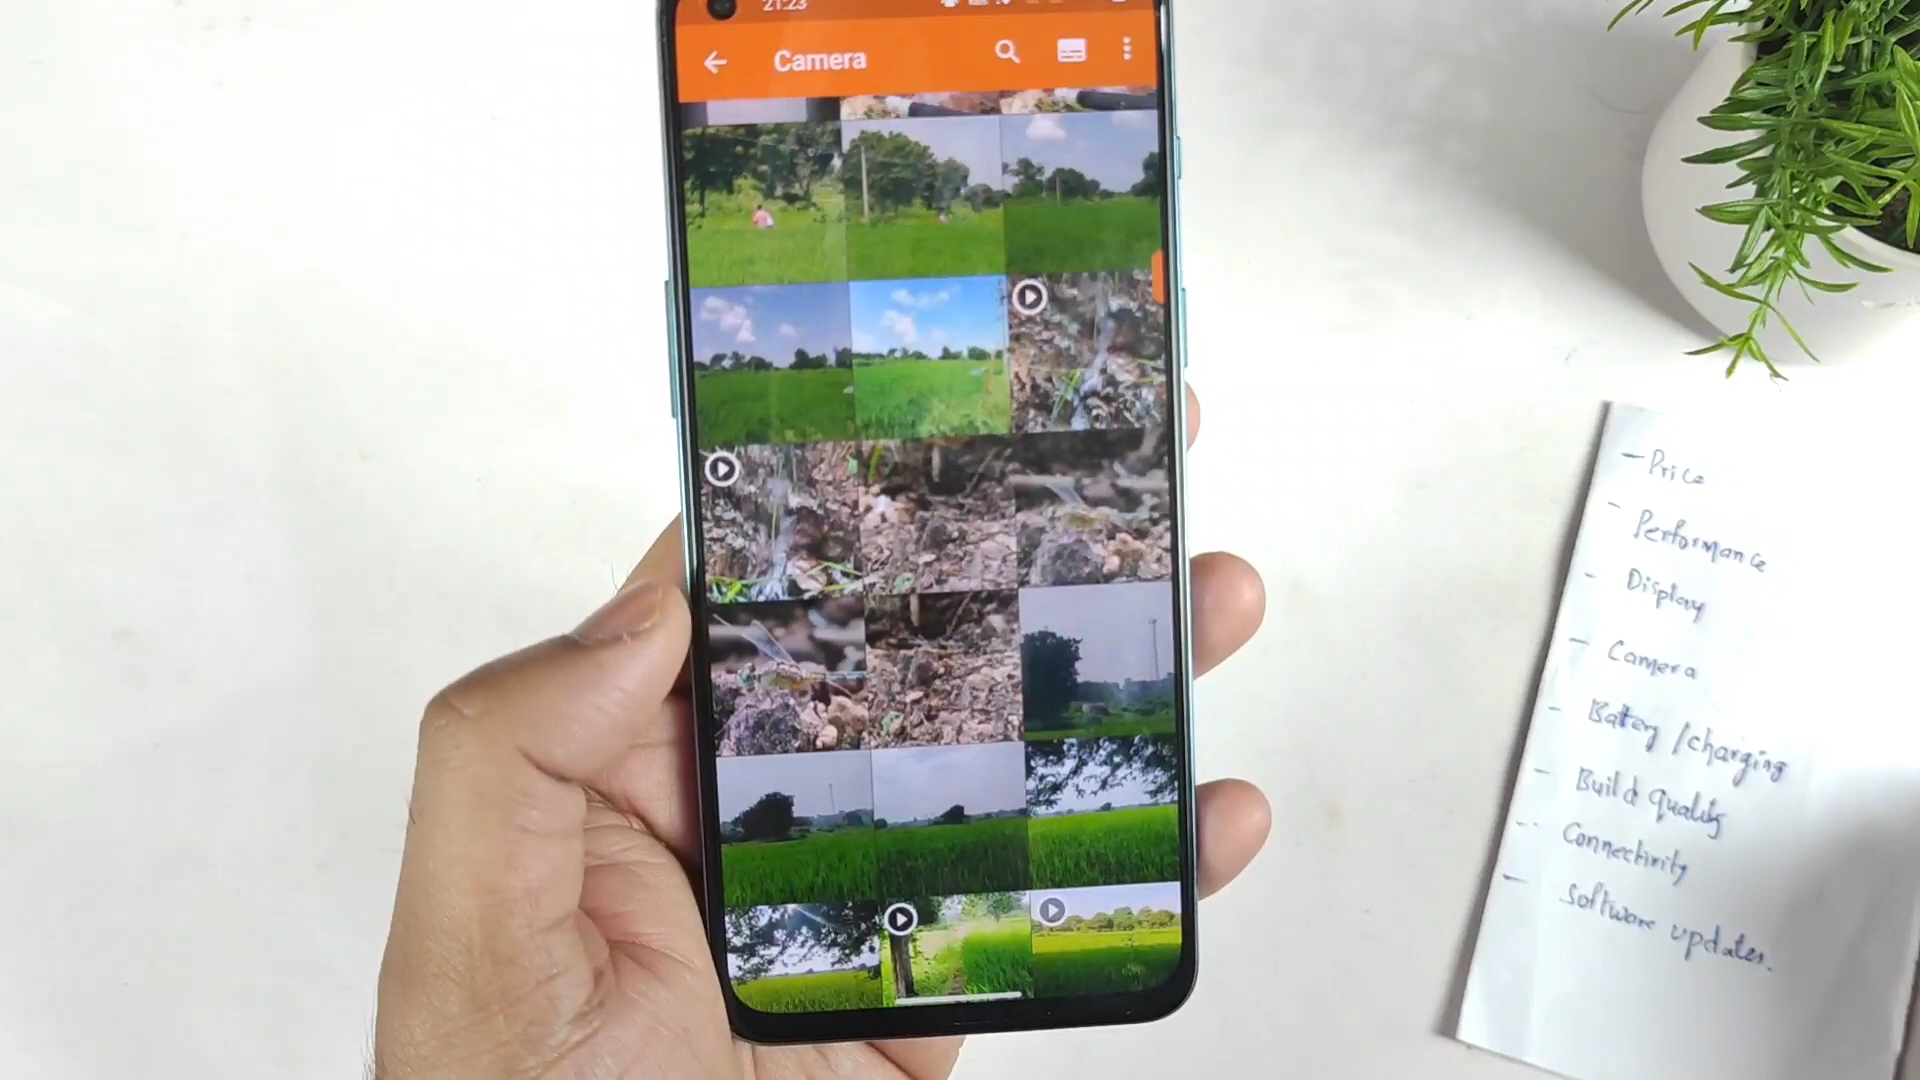 21:23
Camera
- Price
- Performance
- Display
- Camera
- Battery /charging
- Build quality
- Connectivity
- Software updates.